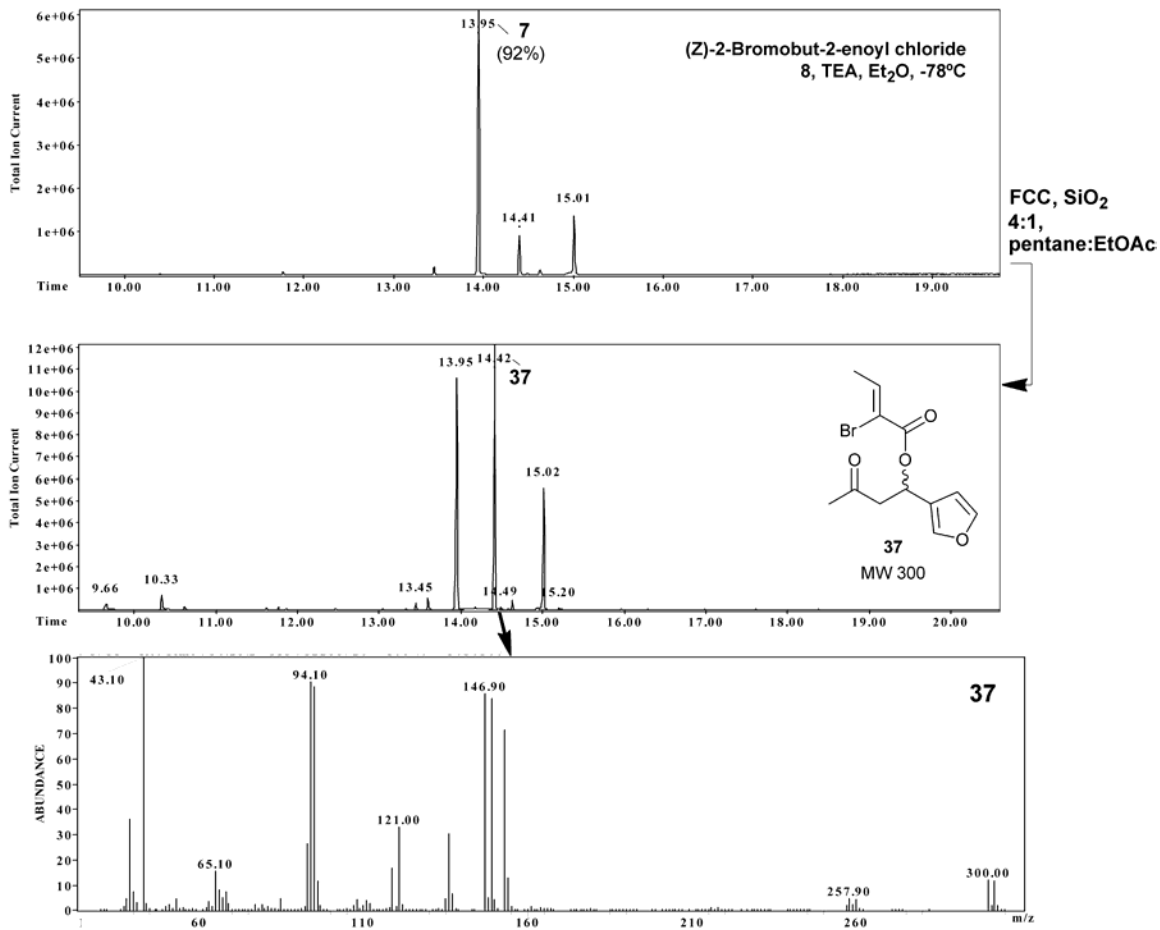 6e+06
13.95
7
(92%)
(Z)-2-Bromobut-2-enoyl chloride
8, TEA, Et₂O, -78ºC
5e+06
4e+06
3e+06
2e+06
1e+06
Total Ion Current
14.41
15.01
Time
10.00 11.00 12.00 13.00 14.00 15.00 16.00 17.00 18.00 19.00
FCC, SiO₂
4:1,
pentane:EtOAc
12e+06
11e+06
10e+06
9e+06
8e+06
7e+06
6e+06
5e+06
4e+06
3e+06
2e+06
1e+06
Total Ion Current
13.95
14.42
37
15.02
9.66
10.33
13.45
14.49
15.20
Time
10.00 11.00 12.00 13.00 14.00 15.00 16.00 17.00 18.00 19.00 20.00
Br
O
O
O
O
37
MW 300
100
90
80
70
60
50
40
30
20
10
0
ABUNDANCE
43.10
94.10
146.90
37
65.10
121.00
257.90
300.00
60 110 160 210 260 m/z